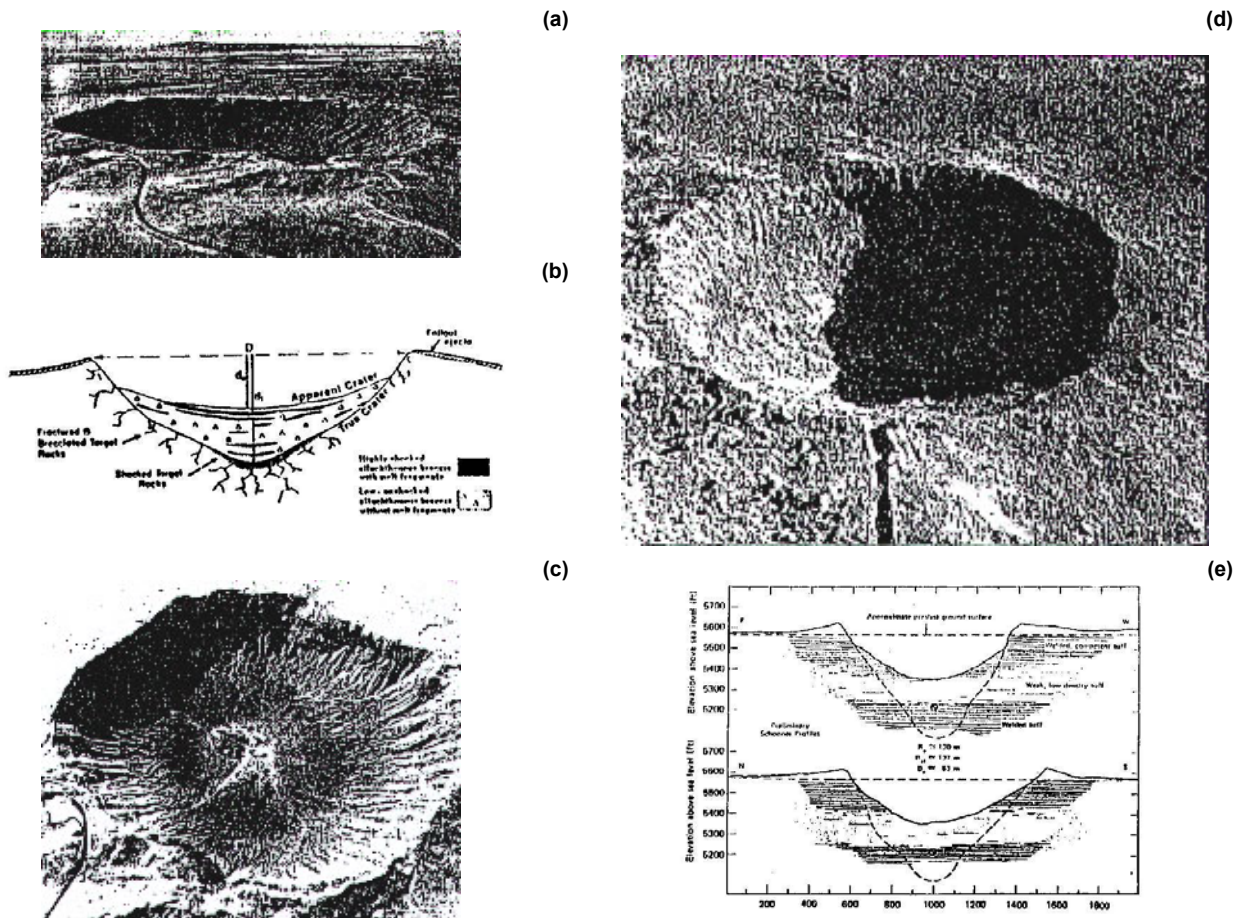 (a)
(d)
(b)
Fallout
ejecta
D
Apparent Crater
True Crater
Fractured &
Brecciated Target
Rocks
Shocked Target
Rocks
Highly shocked
allochthonous breccia
with melt fragments
Low-unshocked
allochthonous breccia
without melt fragments
(c)
(e)
Elevation above sea level (ft)
5700
5600
5400
5300
5200
Approximate preshot ground surface
W
Welded, competent tuff
Weak, low density tuff
Welded tuff
Preliminary
Schooner Profiles
Elevation above sea level (ft)
5700
5600
5400
5300
5200
N
S
200 400 600 800 1000 1200 1400 1600 1800